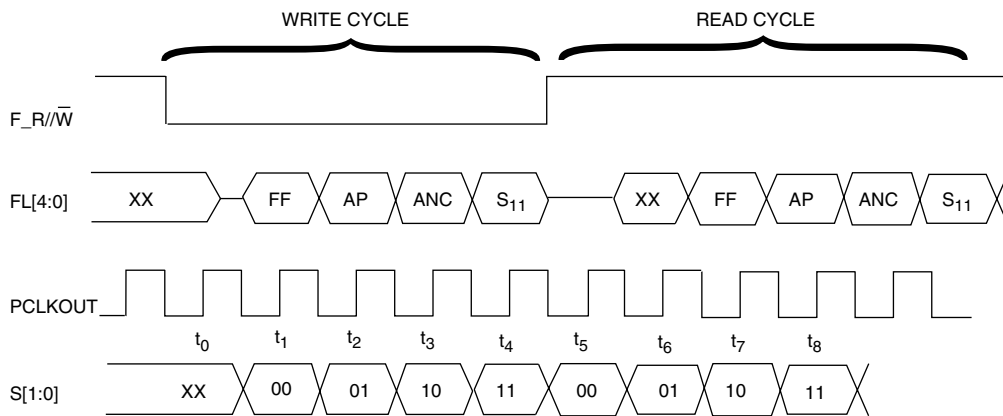 WRITE CYCLE READ CYCLE
F_R//W̅
FL[4:0] XX FF AP ANC S₁₁ XX FF AP ANC S₁₁
PCLKOUT
t₀ t₁ t₂ t₃ t₄ t₅ t₆ t₇ t₈
S[1:0] XX 00 01 10 11 00 01 10 11